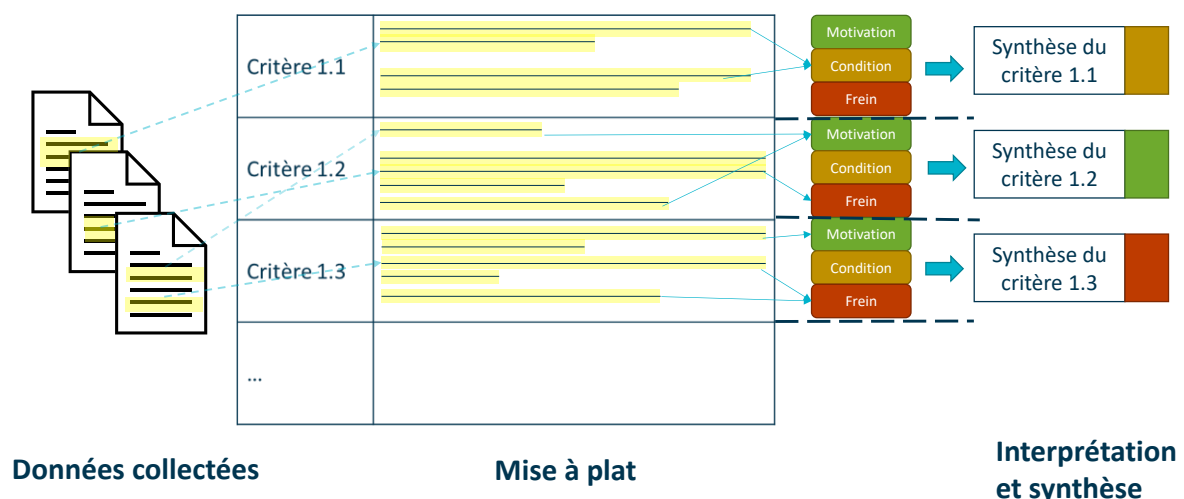 Critère 1.1
Motivation
Condition
Frein
Synthèse du
critère 1.1
Critère 1.2
Motivation
Condition
Frein
Synthèse du
critère 1.2
Critère 1.3
Motivation
Condition
Frein
Synthèse du
critère 1.3
...
Données collectées
Mise à plat
Interprétation
et synthèse